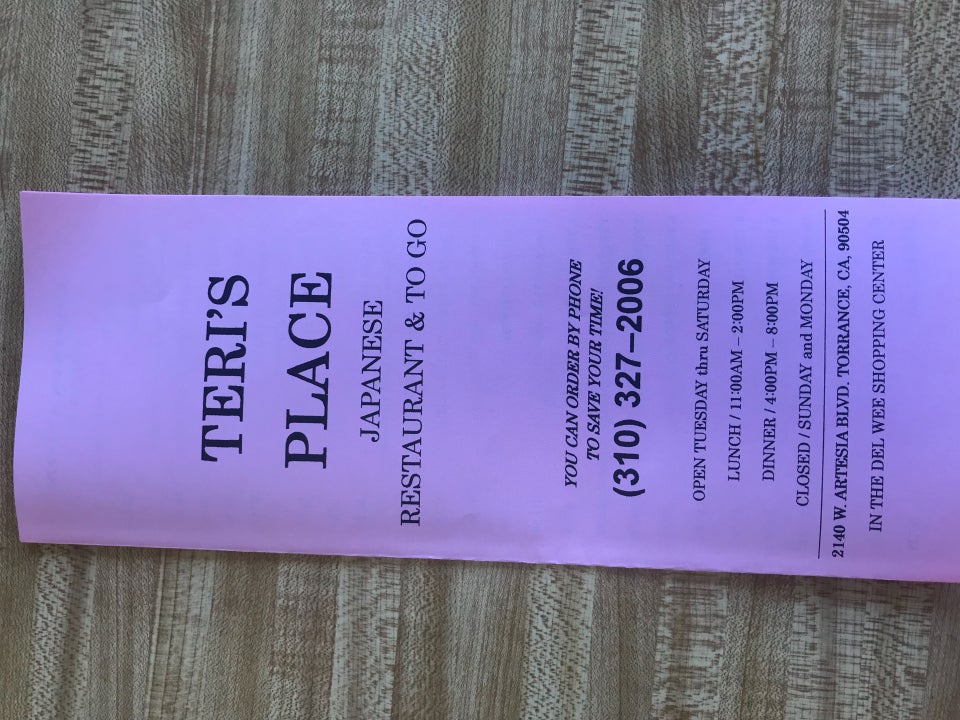 TERI'S
PLACE
JAPANESE
RESTAURANT & TO GO
YOU CAN ORDER BY PHONE
TO SAVE YOUR TIME!
(310) 327–2006
OPEN TUESDAY thru SATURDAY
LUNCH / 11:00AM – 2:00PM
DINNER / 4:00PM – 8:00PM
CLOSED / SUNDAY and MONDAY
2140 W. ARTESIA BLVD. TORRANCE, CA, 90504
IN THE DEL WEE SHOPPING CENTER